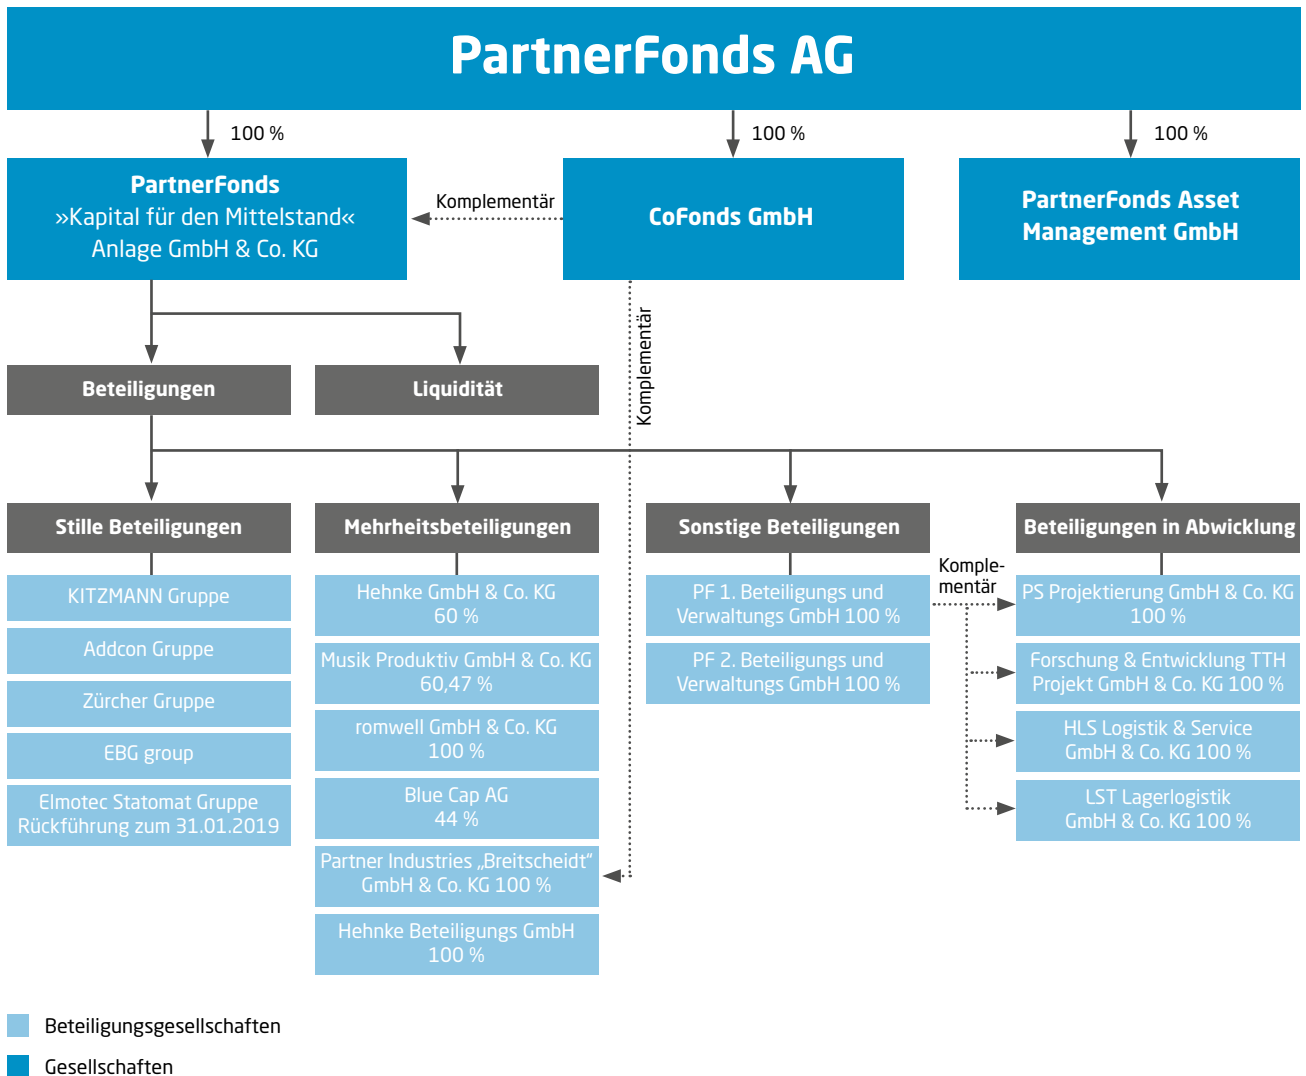 PartnerFonds AG
100 %
100 %
100 %
PartnerFonds
»Kapital für den Mittelstand«
Anlage GmbH & Co. KG
Komplementär
CoFonds GmbH
PartnerFonds Asset
Management GmbH
Komplementär
Beteiligungen
Liquidität
Stille Beteiligungen
KITZMANN Gruppe
Addcon Gruppe
Zürcher Gruppe
EBG group
Elmotec Statomat Gruppe
Rückführung zum 31.01.2019
Mehrheitsbeteiligungen
Hehnke GmbH & Co. KG
60 %
Musik Produktiv GmbH & Co. KG
60,47 %
romwell GmbH & Co. KG
100 %
Blue Cap AG
44 %
Partner Industries „Breitscheidt“
GmbH & Co. KG 100 %
Hehnke Beteiligungs GmbH
100 %
Sonstige Beteiligungen
PF 1. Beteiligungs und
Verwaltungs GmbH 100 %
PF 2. Beteiligungs und
Verwaltungs GmbH 100 %
Komple-
mentär
Beteiligungen in Abwicklung
PS Projektierung GmbH & Co. KG
100 %
Forschung & Entwicklung TTH
Projekt GmbH & Co. KG 100 %
HLS Logistik & Service
GmbH & Co. KG 100 %
LST Lagerlogistik
GmbH & Co. KG 100 %
Beteiligungsgesellschaften
Gesellschaften